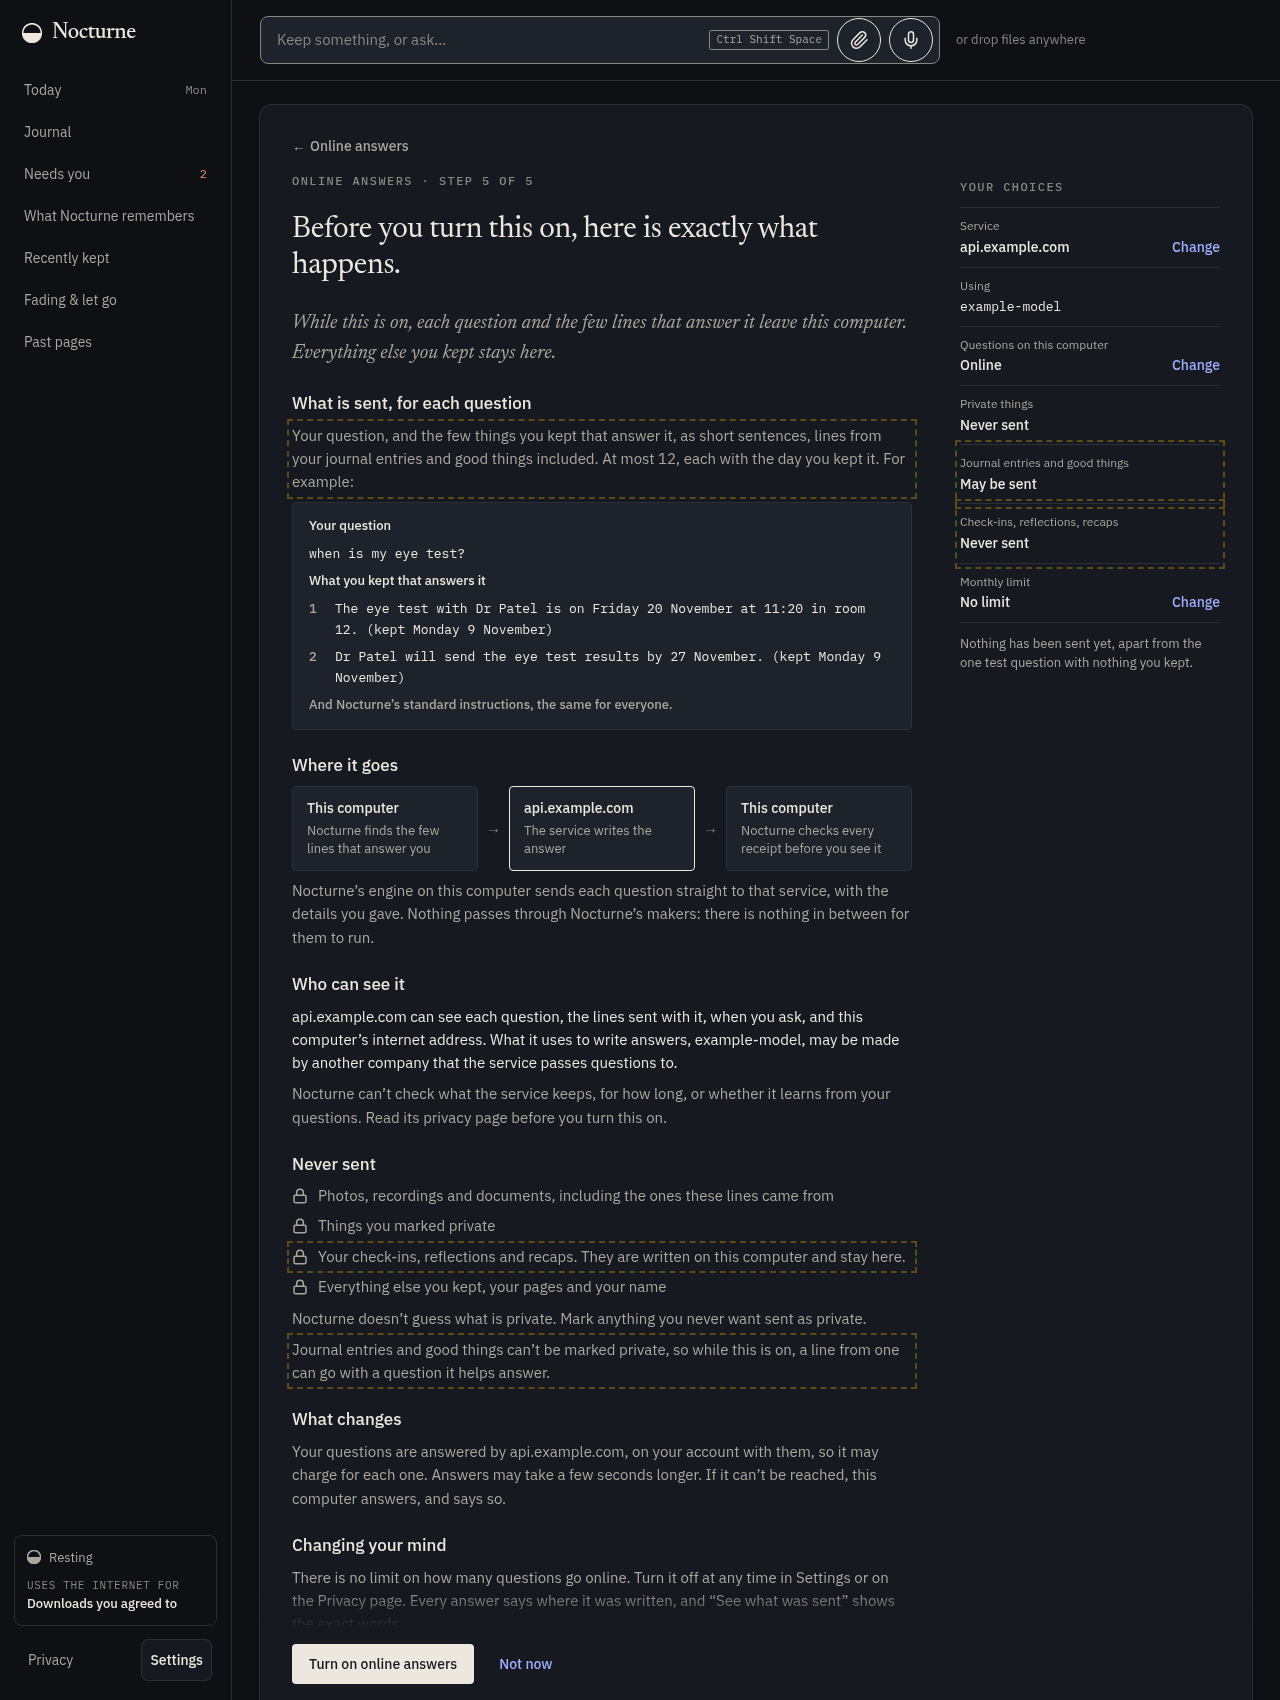 Nocturne
Today Mon
Journal
Needs you 2
What Nocturne remembers
Recently kept
Fading & let go
Past pages
Resting
USES THE INTERNET FOR
Downloads you agreed to
Privacy Settings
Keep something, or ask... Ctrl Shift Space or drop files anywhere
← Online answers
ONLINE ANSWERS · STEP 5 OF 5
Before you turn this on, here is exactly what
happens.
While this is on, each question and the few lines that answer it leave this computer.
Everything else you kept stays here.
What is sent, for each question
Your question, and the few things you kept that answer it, as short sentences, lines from
your journal entries and good things included. At most 12, each with the day you kept it. For
example:
Your question
when is my eye test?
What you kept that answers it
1 The eye test with Dr Patel is on Friday 20 November at 11:20 in room
12. (kept Monday 9 November)
2 Dr Patel will send the eye test results by 27 November. (kept Monday 9
November)
And Nocturne’s standard instructions, the same for everyone.
Where it goes
This computer
Nocturne finds the few
lines that answer you
→
api.example.com
The service writes the
answer
→
This computer
Nocturne checks every
receipt before you see it
Nocturne’s engine on this computer sends each question straight to that service, with the
details you gave. Nothing passes through Nocturne’s makers: there is nothing in between for
them to run.
Who can see it
api.example.com can see each question, the lines sent with it, when you ask, and this
computer’s internet address. What it uses to write answers, example-model, may be made
by another company that the service passes questions to.
Nocturne can’t check what the service keeps, for how long, or whether it learns from your
questions. Read its privacy page before you turn this on.
Never sent
Photos, recordings and documents, including the ones these lines came from
Things you marked private
Your check-ins, reflections and recaps. They are written on this computer and stay here.
Everything else you kept, your pages and your name
Nocturne doesn’t guess what is private. Mark anything you never want sent as private.
Journal entries and good things can’t be marked private, so while this is on, a line from one
can go with a question it helps answer.
What changes
Your questions are answered by api.example.com, on your account with them, so it may
charge for each one. Answers may take a few seconds longer. If it can’t be reached, this
computer answers, and says so.
Changing your mind
There is no limit on how many questions go online. Turn it off at any time in Settings or on
the Privacy page. Every answer says where it was written, and “See what was sent” shows
the exact words.
Turn on online answers Not now
YOUR CHOICES
Service
api.example.com Change
Using
example-model
Questions on this computer
Online Change
Private things
Never sent
Journal entries and good things
May be sent
Check-ins, reflections, recaps
Never sent
Monthly limit
No limit Change
Nothing has been sent yet, apart from the
one test question with nothing you kept.